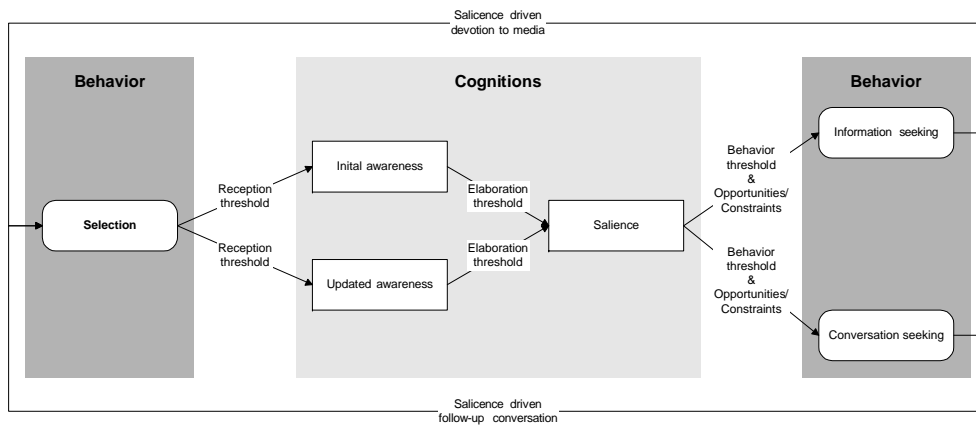 Salicence driven
devotion to media
Behavior
Cognitions
Behavior
Selection
Reception
threshold
Reception
threshold
Inital awareness
Updated awareness
Elaboration
threshold
Elaboration
threshold
Salience
Behavior
threshold
&
Opportunities/
Constraints
Behavior
threshold
&
Opportunities/
Constraints
Information seeking
Conversation seeking
Salicence driven
follow-up conversation